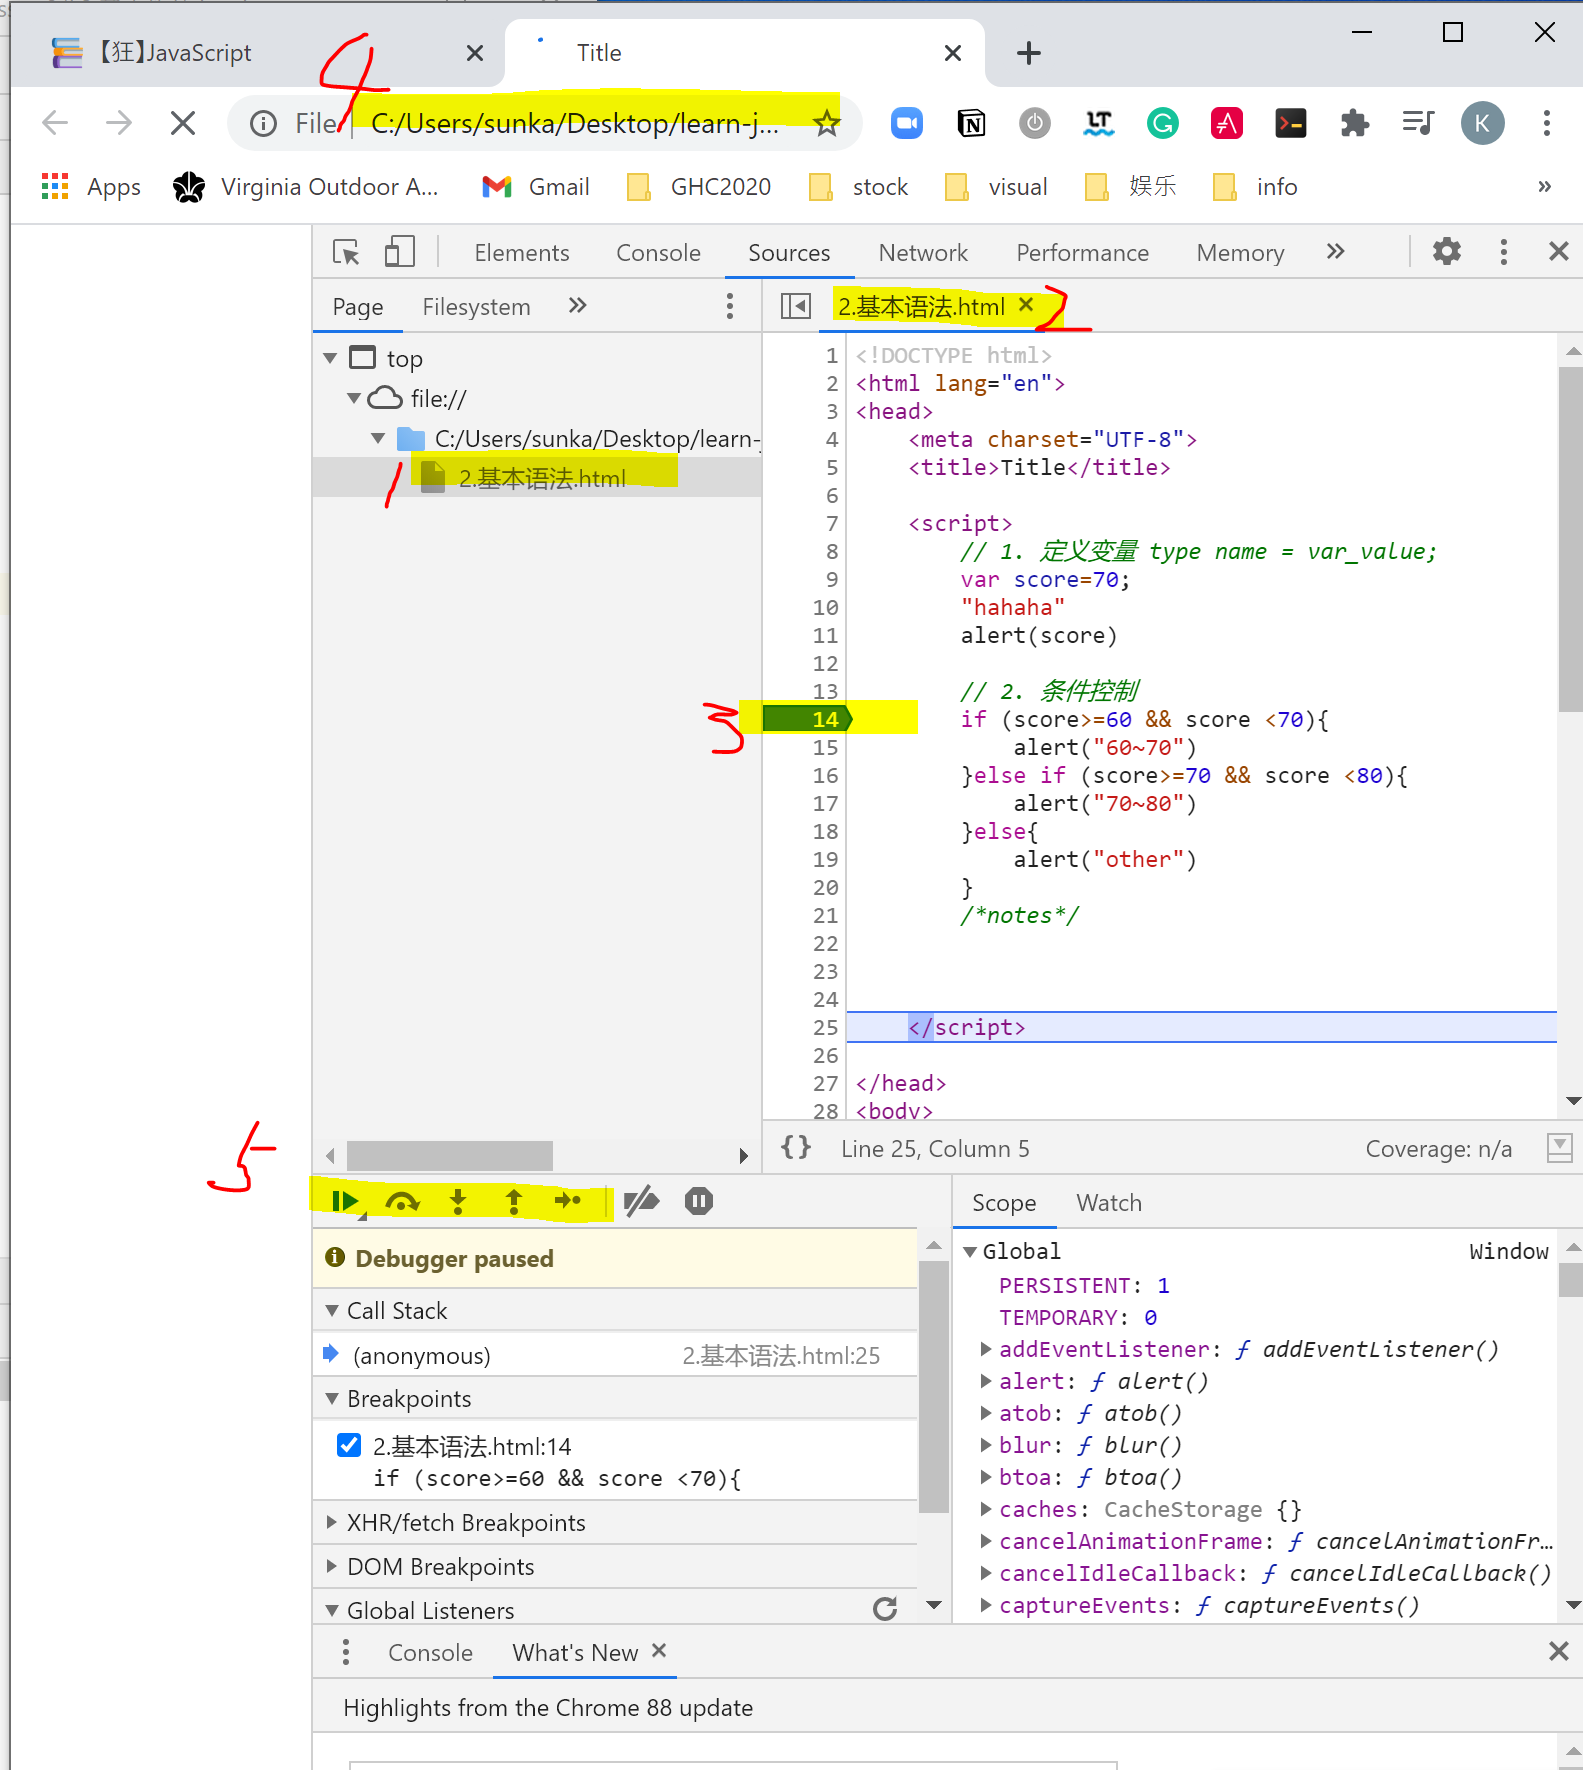 【狂】JavaScript
Title
4
File
C:/Users/sunka/Desktop/learn-j...
K
Apps
Virginia Outdoor A...
Gmail
GHC2020
stock
visual
娱乐
info
»
Elements Console Sources Network Performance Memory »
Page Filesystem »
2.基本语法.html
2
top
file://
C:/Users/sunka/Desktop/learn-
1
2.基本语法.html
1 <!DOCTYPE html>
2 <html lang="en">
3 <head>
4 <meta charset="UTF-8">
5 <title>Title</title>
6
7 <script>
8 // 1. 定义变量 type name = var_value;
9 var score=70;
10 "hahaha"
11 alert(score)
12
13 // 2. 条件控制
3
14 if (score>=60 && score <70){
15 alert("60~70")
16 }else if (score>=70 && score <80){
17 alert("70~80")
18 }else{
19 alert("other")
20 }
21 /*notes*/
22
23
24
25 </script>
26
27 </head>
28 <body>
{} Line 25, Column 5
Coverage: n/a
5
Debugger paused
Call Stack
(anonymous) 2.基本语法.html:25
Breakpoints
2.基本语法.html:14
if (score>=60 && score <70){
XHR/fetch Breakpoints
DOM Breakpoints
Global Listeners
Scope Watch
Global Window
PERSISTENT: 1
TEMPORARY: 0
addEventListener: ƒ addEventListener()
alert: ƒ alert()
atob: ƒ atob()
blur: ƒ blur()
btoa: ƒ btoa()
caches: CacheStorage {}
cancelAnimationFrame: ƒ cancelAnimationFr...
cancelIdleCallback: ƒ cancelIdleCallback()
captureEvents: ƒ captureEvents()
Console What's New
Highlights from the Chrome 88 update